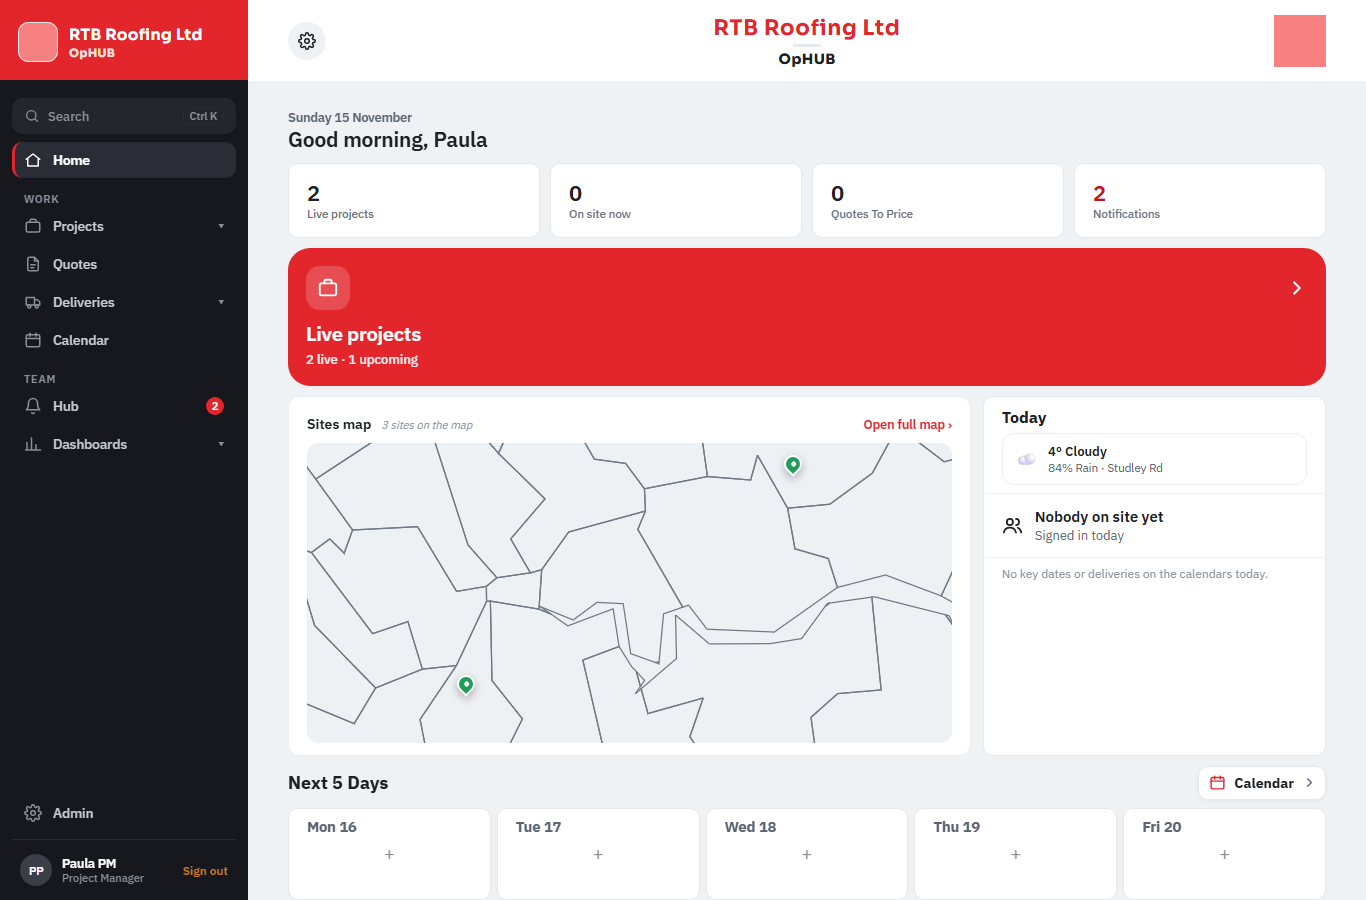 RTB Roofing Ltd
OpHUB
Search
Ctrl K
Home
WORK
Projects
Quotes
Deliveries
Calendar
TEAM
Hub
2
Dashboards
Admin
PP
Paula PM
Project Manager
Sign out
RTB Roofing Ltd
OpHUB
Sunday 15 November
Good morning, Paula
2
Live projects
0
On site now
0
Quotes To Price
2
Notifications
Live projects
2 live · 1 upcoming
Sites map
3 sites on the map
Open full map ›
Today
4° Cloudy
84% Rain · Studley Rd
Nobody on site yet
Signed in today
No key dates or deliveries on the calendars today.
Next 5 Days
Calendar
Mon 16
+
Tue 17
+
Wed 18
+
Thu 19
+
Fri 20
+